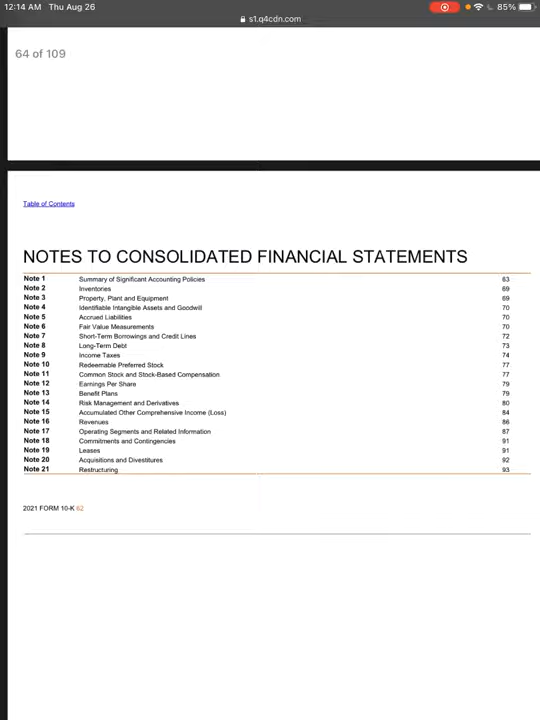 12:14 AM Thu Aug 26 85%
s1.q4cdn.com
64 of 109
Table of Contents
NOTES TO CONSOLIDATED FINANCIAL STATEMENTS
Note 1 Summary of Significant Accounting Policies 63
Note 2 Inventories 69
Note 3 Property, Plant and Equipment 69
Note 4 Identifiable Intangible Assets and Goodwill 70
Note 5 Accrued Liabilities 70
Note 6 Fair Value Measurements 70
Note 7 Short-Term Borrowings and Credit Lines 72
Note 8 Long-Term Debt 73
Note 9 Income Taxes 74
Note 10 Redeemable Preferred Stock 77
Note 11 Common Stock and Stock-Based Compensation 77
Note 12 Earnings Per Share 79
Note 13 Benefit Plans 79
Note 14 Risk Management and Derivatives 80
Note 15 Accumulated Other Comprehensive Income (Loss) 84
Note 16 Revenues 86
Note 17 Operating Segments and Related Information 87
Note 18 Commitments and Contingencies 91
Note 19 Leases 91
Note 20 Acquisitions and Divestitures 92
Note 21 Restructuring 93
2021 FORM 10-K 62